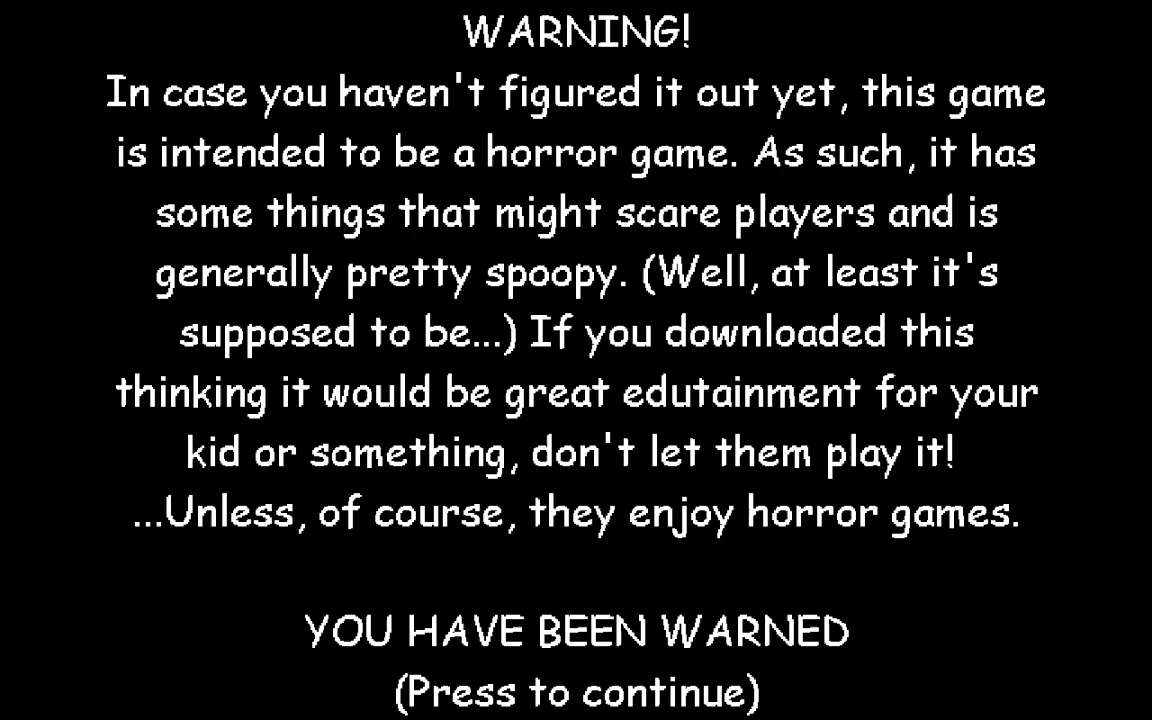 WARNING!
In case you haven't figured it out yet, this game
is intended to be a horror game. As such, it has
some things that might scare players and is
generally pretty spoopy. (Well, at least it's
supposed to be...) If you downloaded this
thinking it would be great edutainment for your
kid or something, don't let them play it!
...Unless, of course, they enjoy horror games.
YOU HAVE BEEN WARNED
(Press to continue)